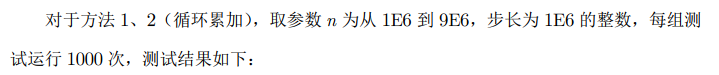 对于方法 1、2（循环累加），取参数 n 为从 1E6 到 9E6，步长为 1E6 的整数，每组测
试运行 1000 次，测试结果如下：